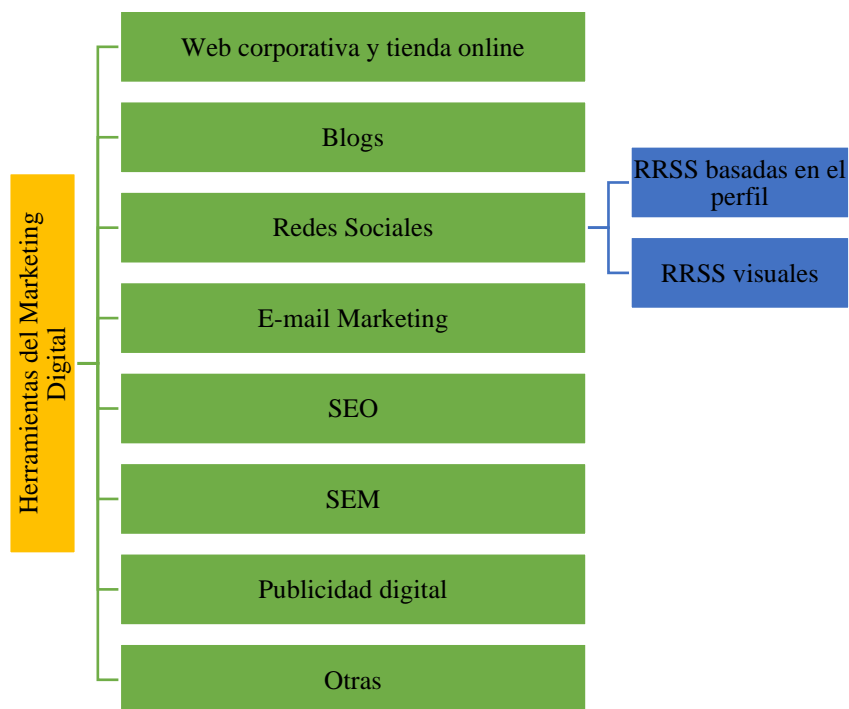 Herramientas del Marketing
Digital
Web corporativa y tienda online
Blogs
Redes Sociales
E-mail Marketing
SEO
SEM
Publicidad digital
Otras
RRSS basadas en el
perfil
RRSS visuales